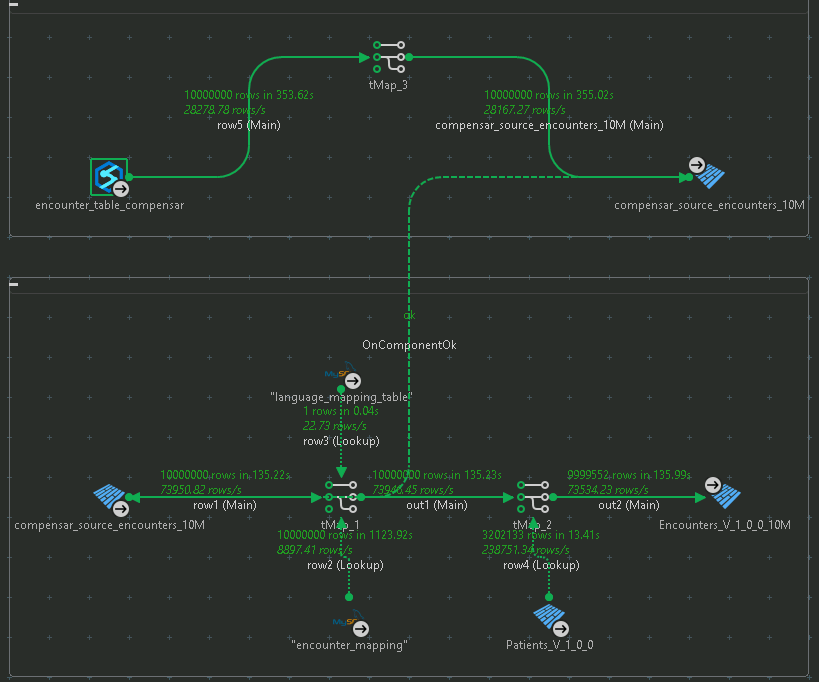 tMap_3
10000000 rows in 353.62s
28278.78 rows/s
row5 (Main)
10000000 rows in 355.02s
28167.27 rows/s
compensar_source_encounters_10M (Main)
encounter_table_compensar
compensar_source_encounters_10M
ok
OnComponentOk
"language_mapping_table"
1 rows in 0.04s
22.73 rows/s
row3 (Lookup)
10000000 rows in 135.22s
73950.82 rows/s
row1 (Main)
10000000 rows in 135.23s
73946.45 rows/s
out1 (Main)
9999552 rows in 135.99s
73534.23 rows/s
out2 (Main)
compensar_source_encounters_10M
tMap_1
tMap_2
Encounters_V_1_0_0_10M
10000000 rows in 1123.92s
8897.41 rows/s
row2 (Lookup)
3202133 rows in 13.41s
238751.34 rows/s
row4 (Lookup)
"encounter_mapping"
Patients_V_1_0_0